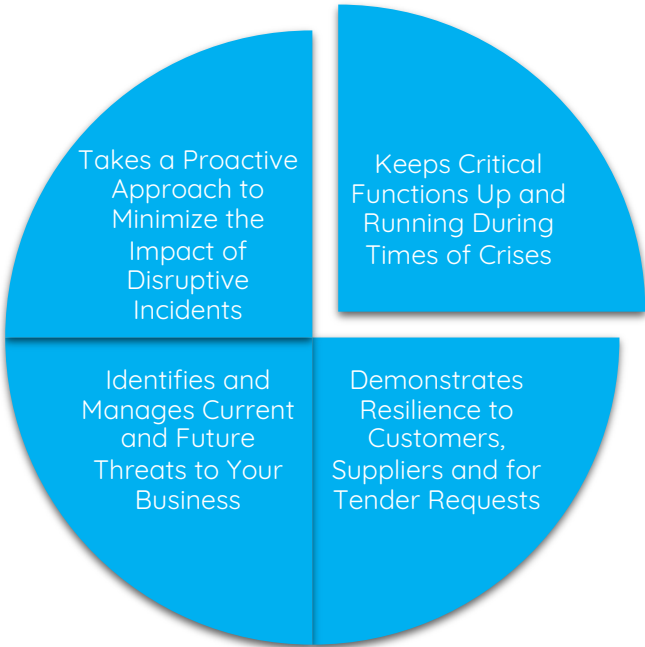 Takes a Proactive
Approach to
Minimize the
Impact of
Disruptive
Incidents
Keeps Critical
Functions Up and
Running During
Times of Crises
Identifies and
Manages Current
and Future
Threats to Your
Business
Demonstrates
Resilience to
Customers,
Suppliers and for
Tender Requests